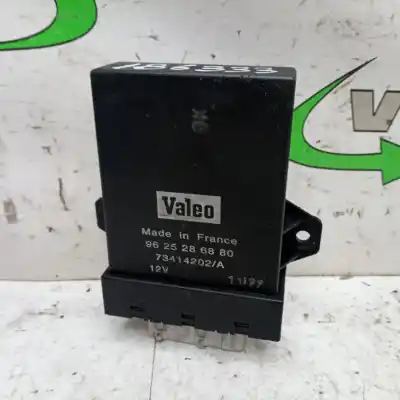 Valeo
Made in France
96 25 28 68 80
73414202/A
12V